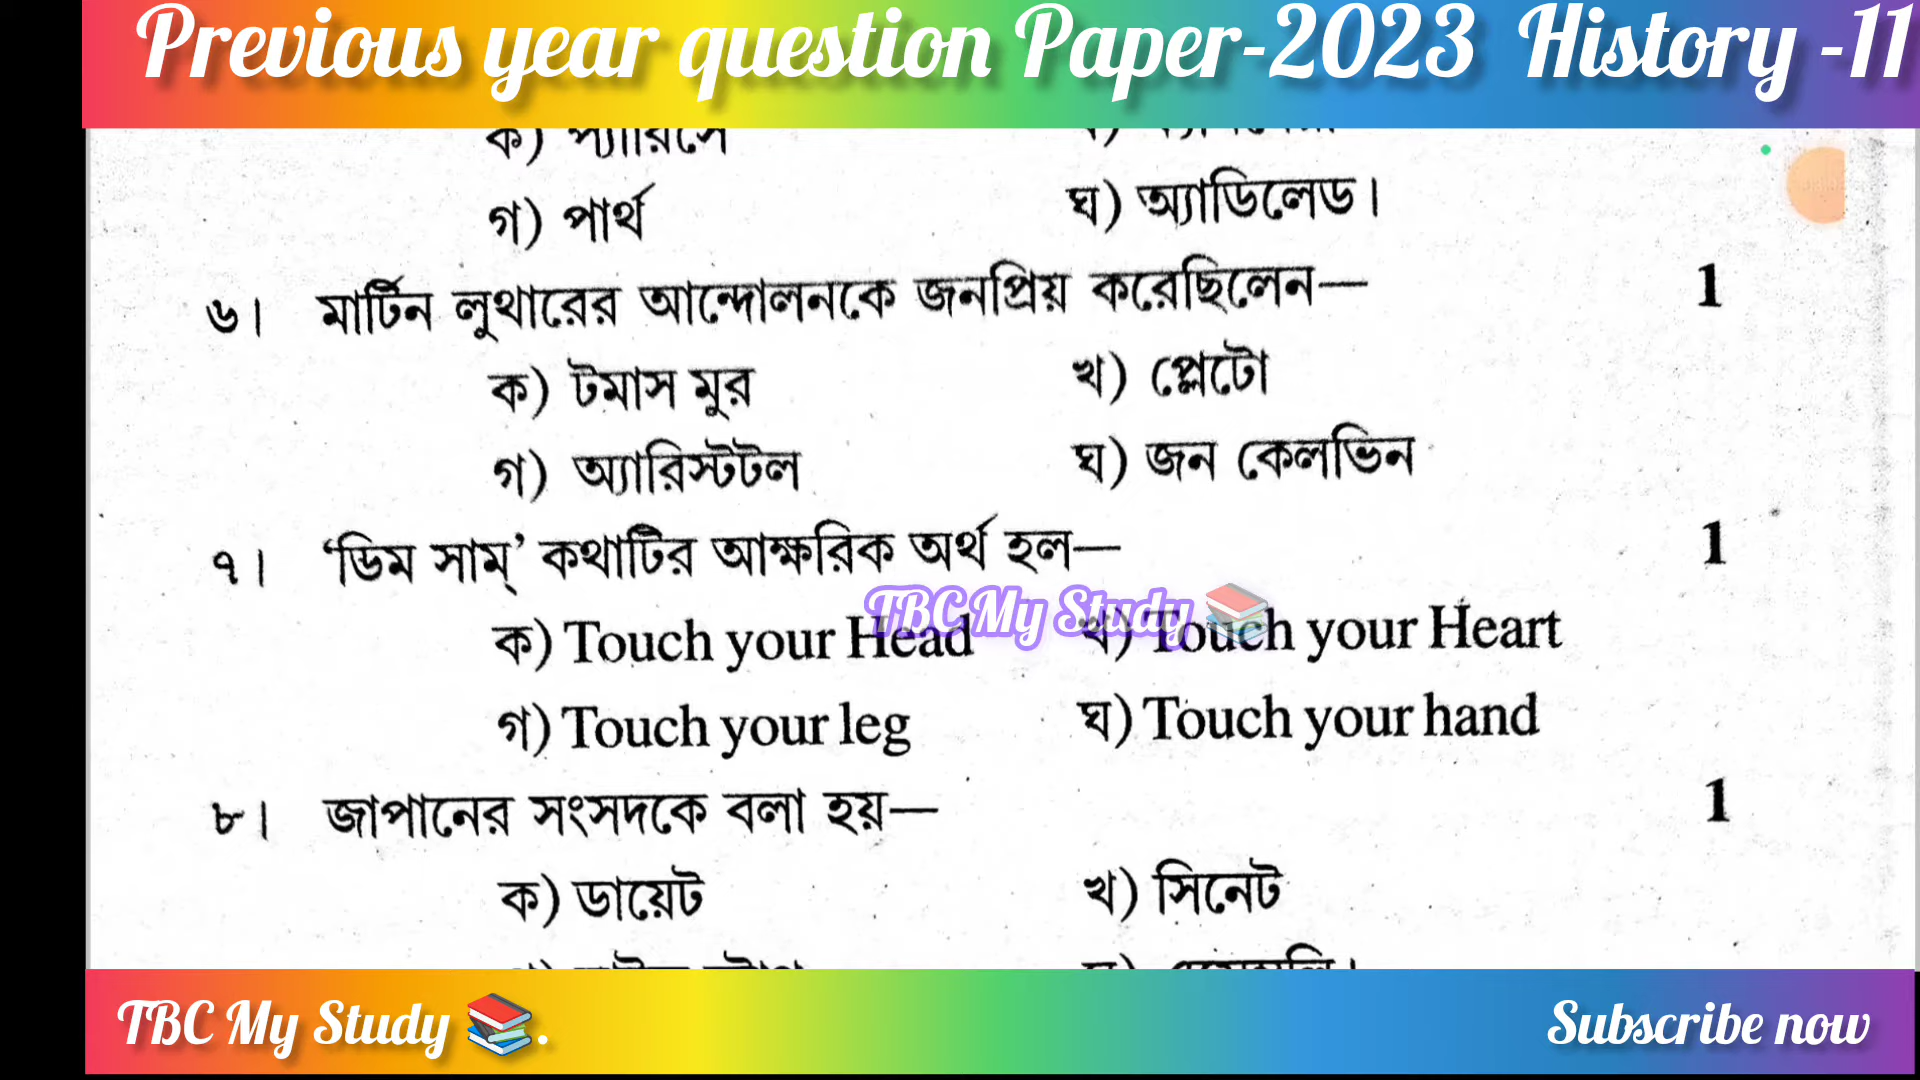 Previous year question Paper-2023 History -11
ক) প্যারিসে
গ) পার্থ ঘ) অ্যাডিলেড।
৬। মার্টিন লুথারের আন্দোলনকে জনপ্রিয় করেছিলেন— 1
ক) টমাস মুর খ) প্লেটো
গ) অ্যারিস্টটল ঘ) জন কেলভিন
৭। ‘ডিম সাম্’ কথাটির আক্ষরিক অর্থ হল— 1
TBC My Study
ক) Touch your Head খ) Touch your Heart
গ) Touch your leg ঘ) Touch your hand
৮। জাপানের সংসদকে বলা হয়— 1
ক) ডায়েট খ) সিনেট
TBC My Study . Subscribe now